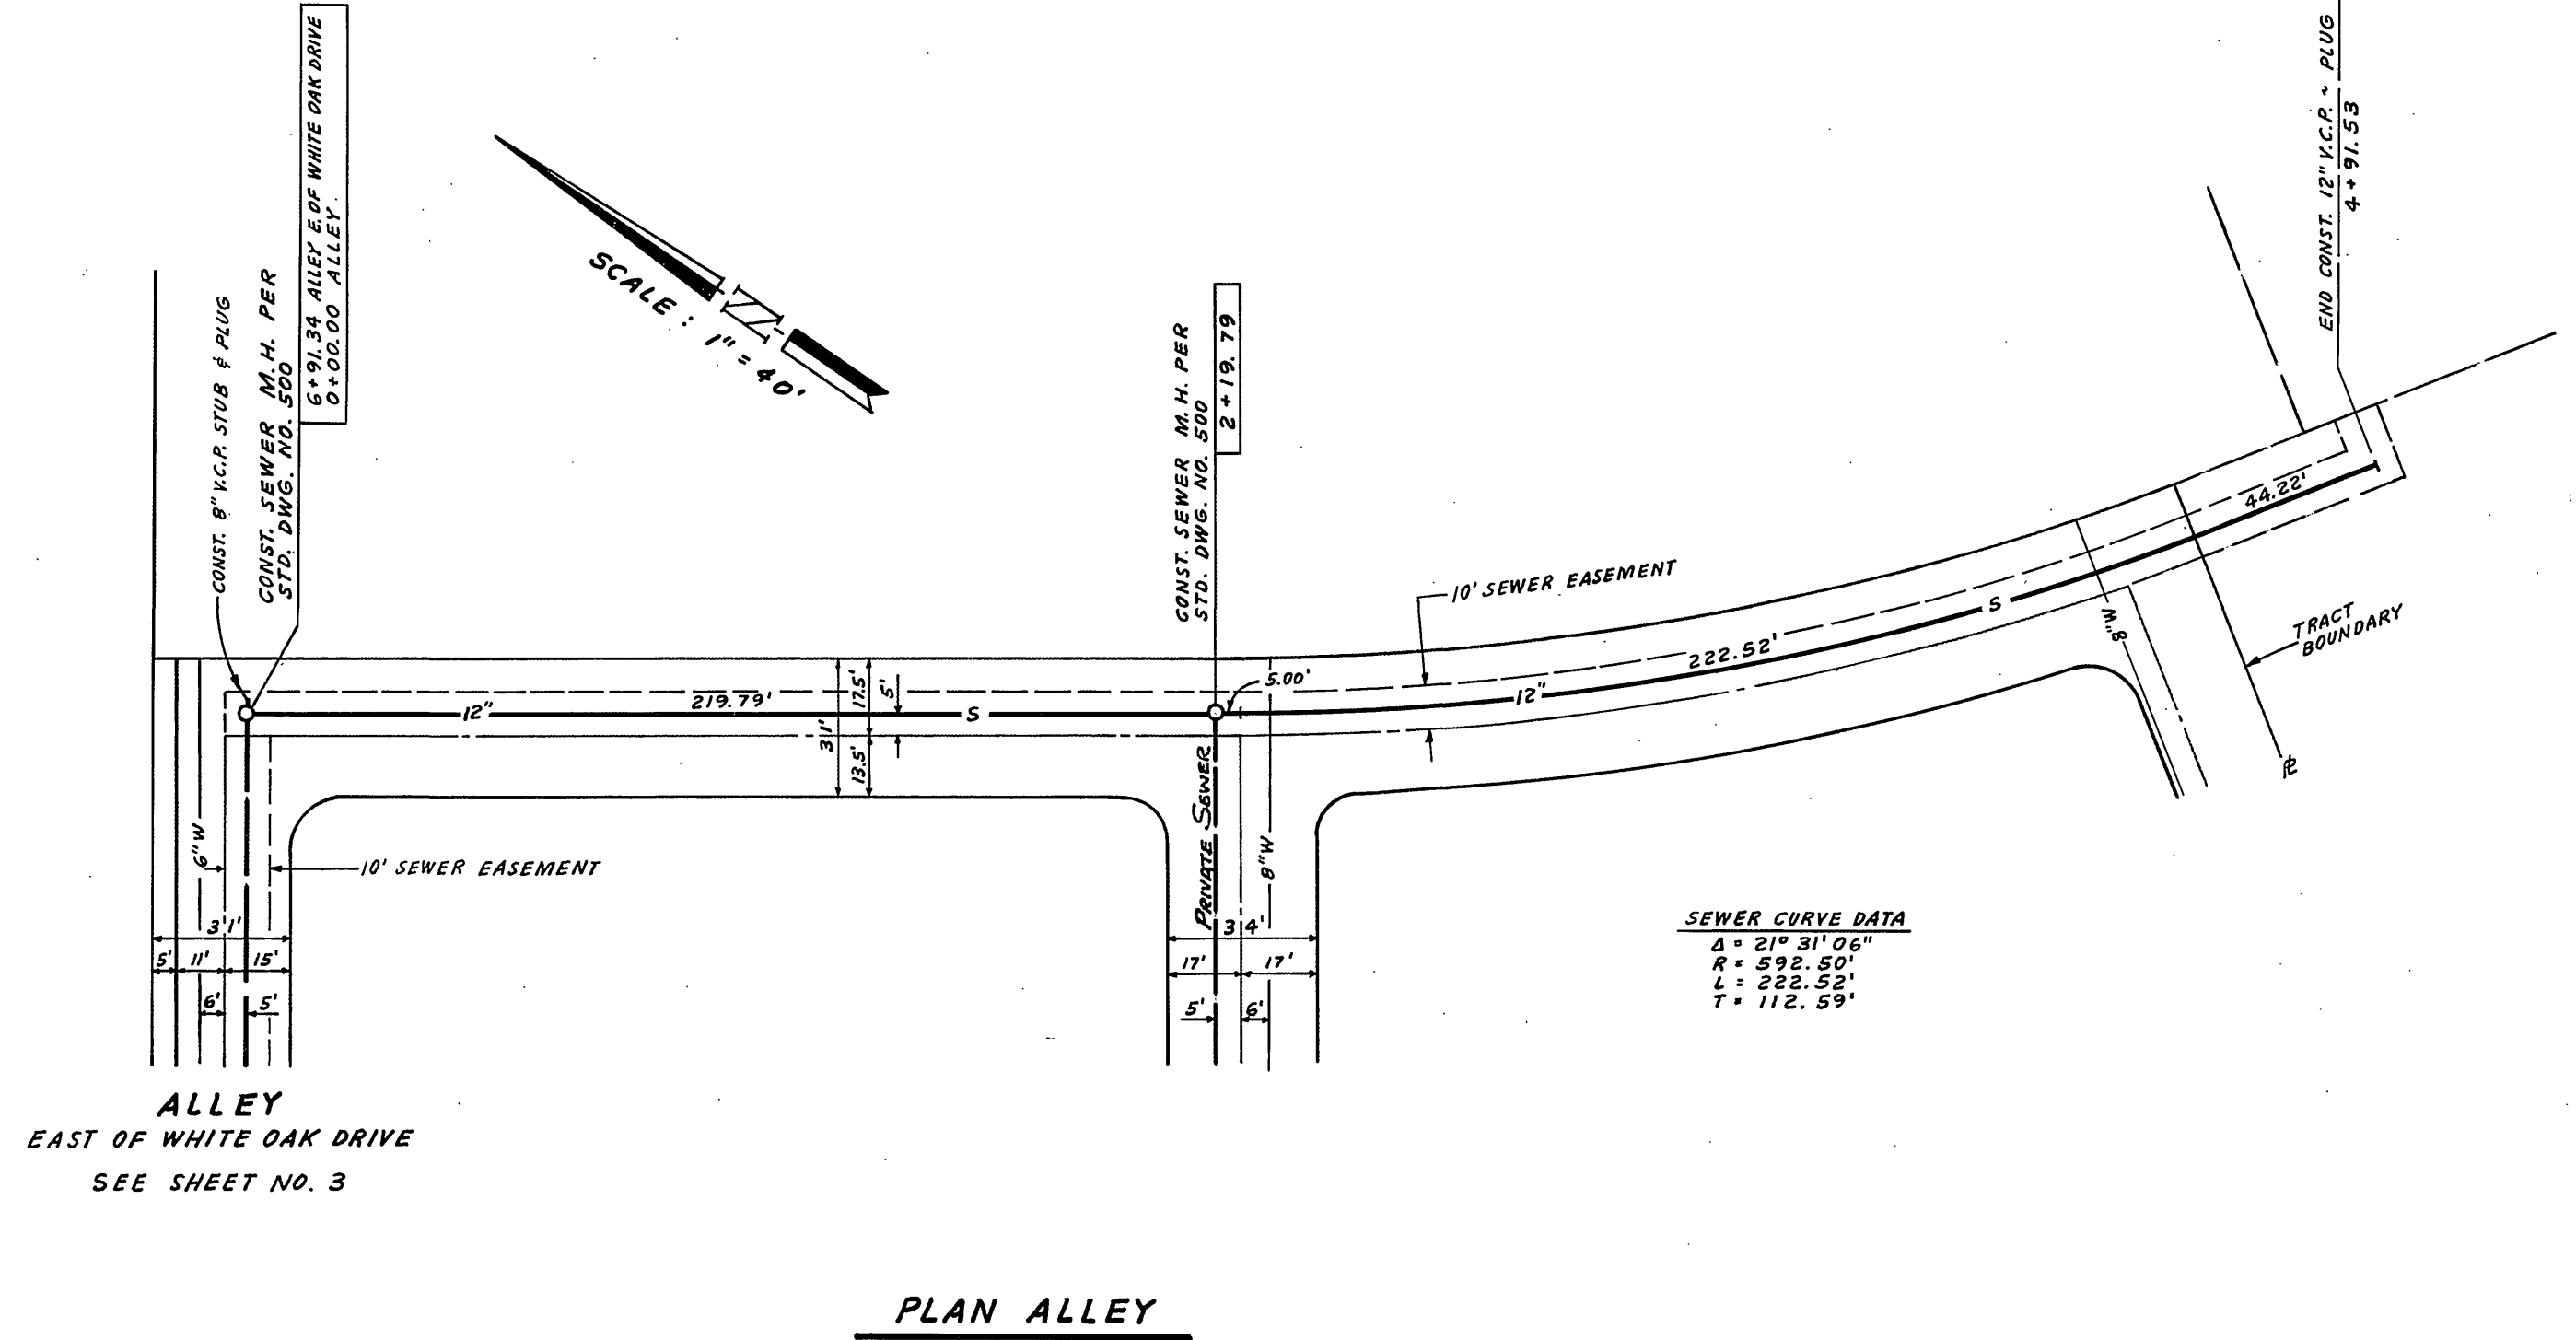 6+91.34 ALLEY E. OF WHITE OAK DRIVE
0+00.00 ALLEY.
CONST. 8" V.C.P. STUB & PLUG
CONST. SEWER M.H. PER
STD. DWG. NO. 500
SCALE : 1" = 40'
CONST. SEWER M.H. PER
STD. DWG. NO. 500
2+19.79
END CONST. 12" V.C.P. ~ PLUG
4+91.53
10' SEWER EASEMENT
44.22'
S
8"W
TRACT
BOUNDARY
PL
222.52'
12"
5.00'
12"
219.79'
S
31'
17.5'
5'
13.5'
6"W
10' SEWER EASEMENT
31'
5'
11'
15'
6'
5'
PRIVATE SEWER
8"W
34'
17'
17'
5'
6'
SEWER CURVE DATA
Δ = 21° 31' 06"
R = 592.50'
L = 222.52'
T = 112.59'
ALLEY
EAST OF WHITE OAK DRIVE
SEE SHEET NO. 3
PLAN ALLEY